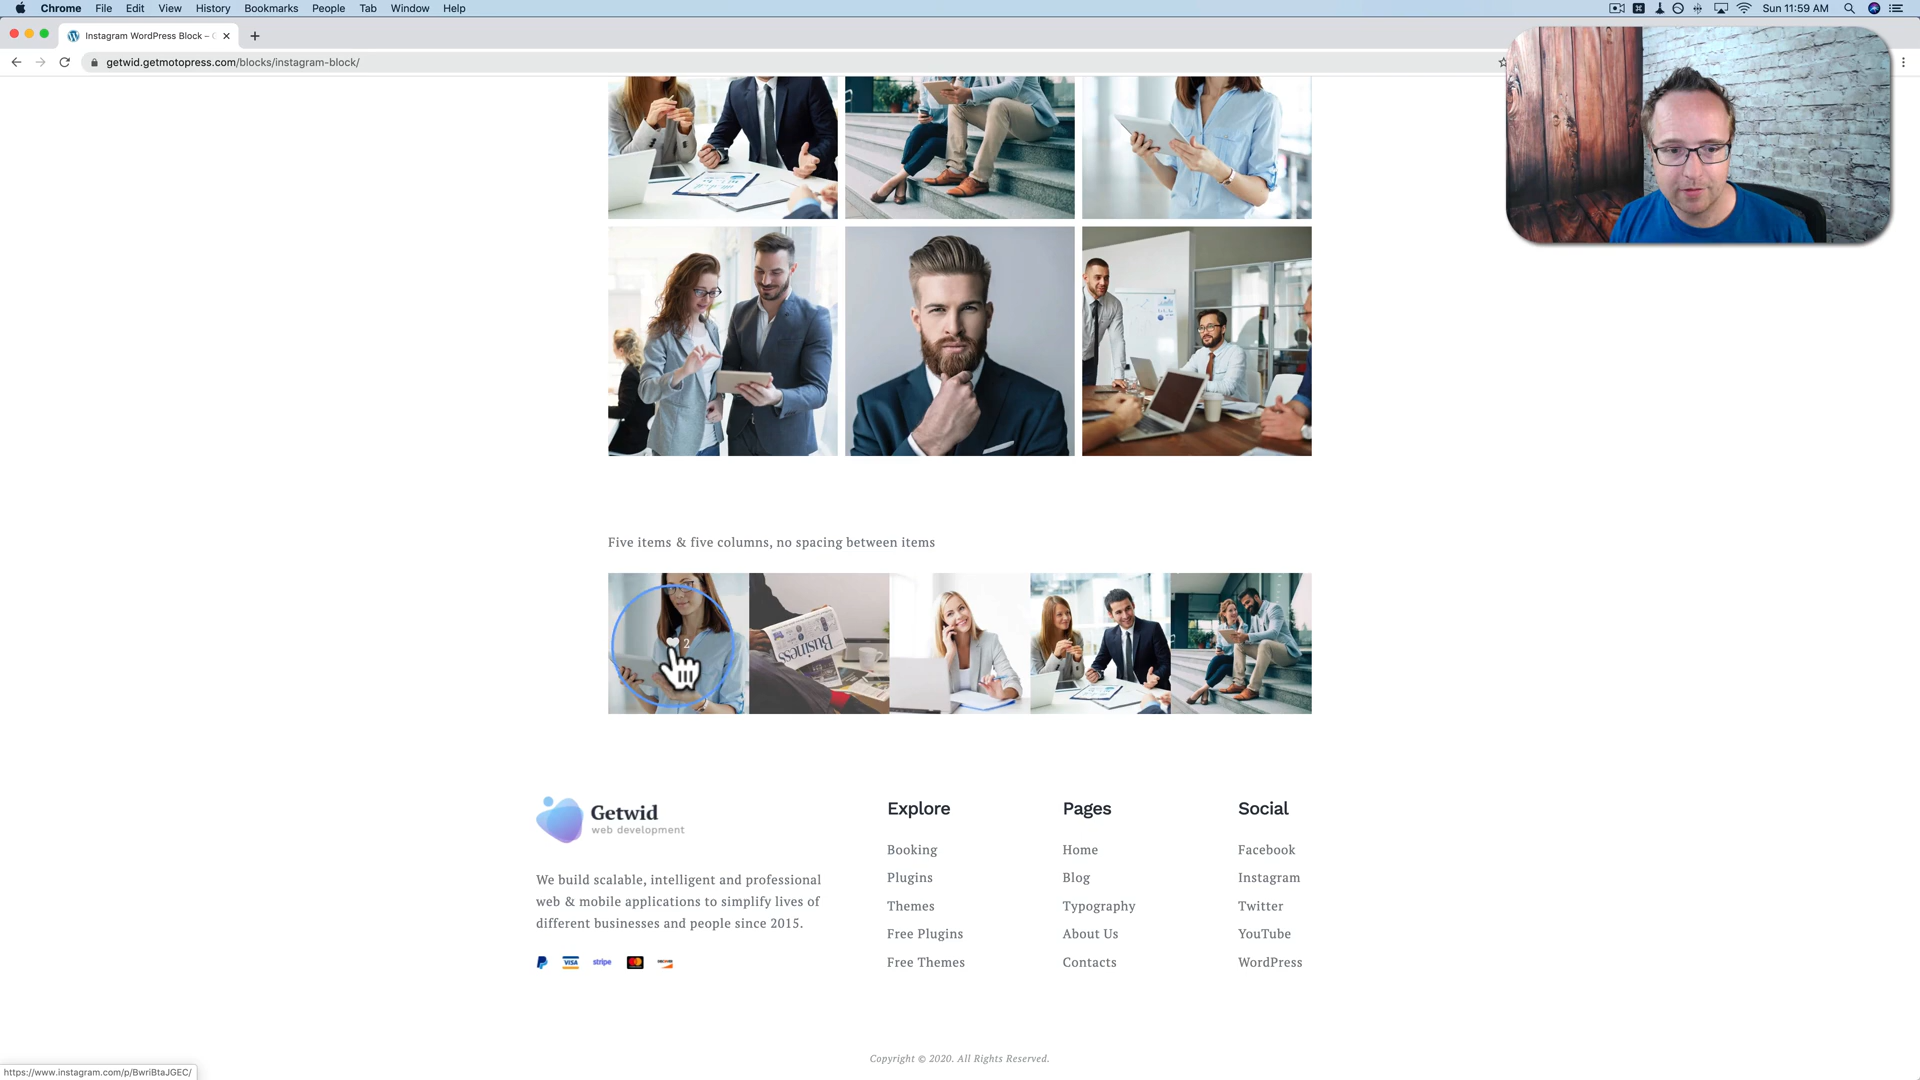 Chrome File Edit View History Bookmarks People Tab Window Help
Sun 11:59 AM
Instagram WordPress Block –
getwid.getmotopress.com/blocks/instagram-block/
Five items & five columns, no spacing between items
2
Business
Getwid
web development
We build scalable, intelligent and professional
web & mobile applications to simplify lives of
different businesses and people since 2015.
VISA stripe
Explore
Booking
Plugins
Themes
Free Plugins
Free Themes
Pages
Home
Blog
Typography
About Us
Contacts
Social
Facebook
Instagram
Twitter
YouTube
WordPress
Copyright © 2020. All Rights Reserved.
https://www.instagram.com/p/BwriBtaJGEC/